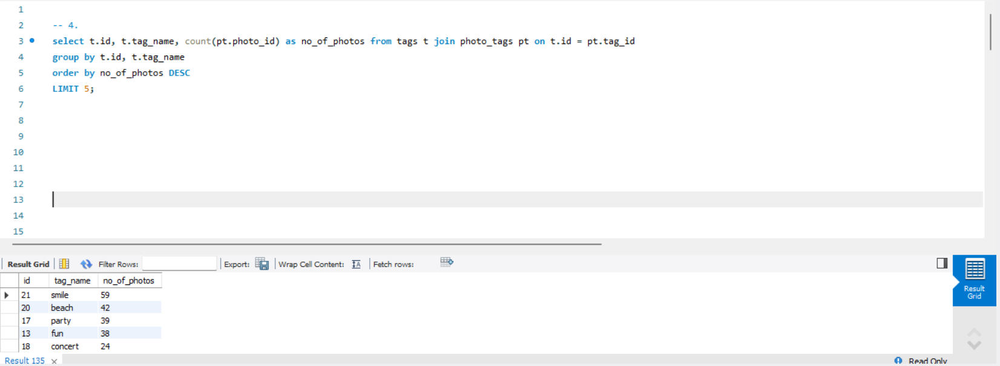 1
2 -- 4.
3 select t.id, t.tag_name, count(pt.photo_id) as no_of_photos from tags t join photo_tags pt on t.id = pt.tag_id
4 group by t.id, t.tag_name
5 order by no_of_photos DESC
6 LIMIT 5;
7
8
9
10
11
12
13
14
15
Result Grid Filter Rows: Export: Wrap Cell Content: IA Fetch rows:
id tag_name no_of_photos
21 smile 59
20 beach 42
17 party 39
13 fun 38
18 concert 24
Result
Grid
Result 135 × Read Only